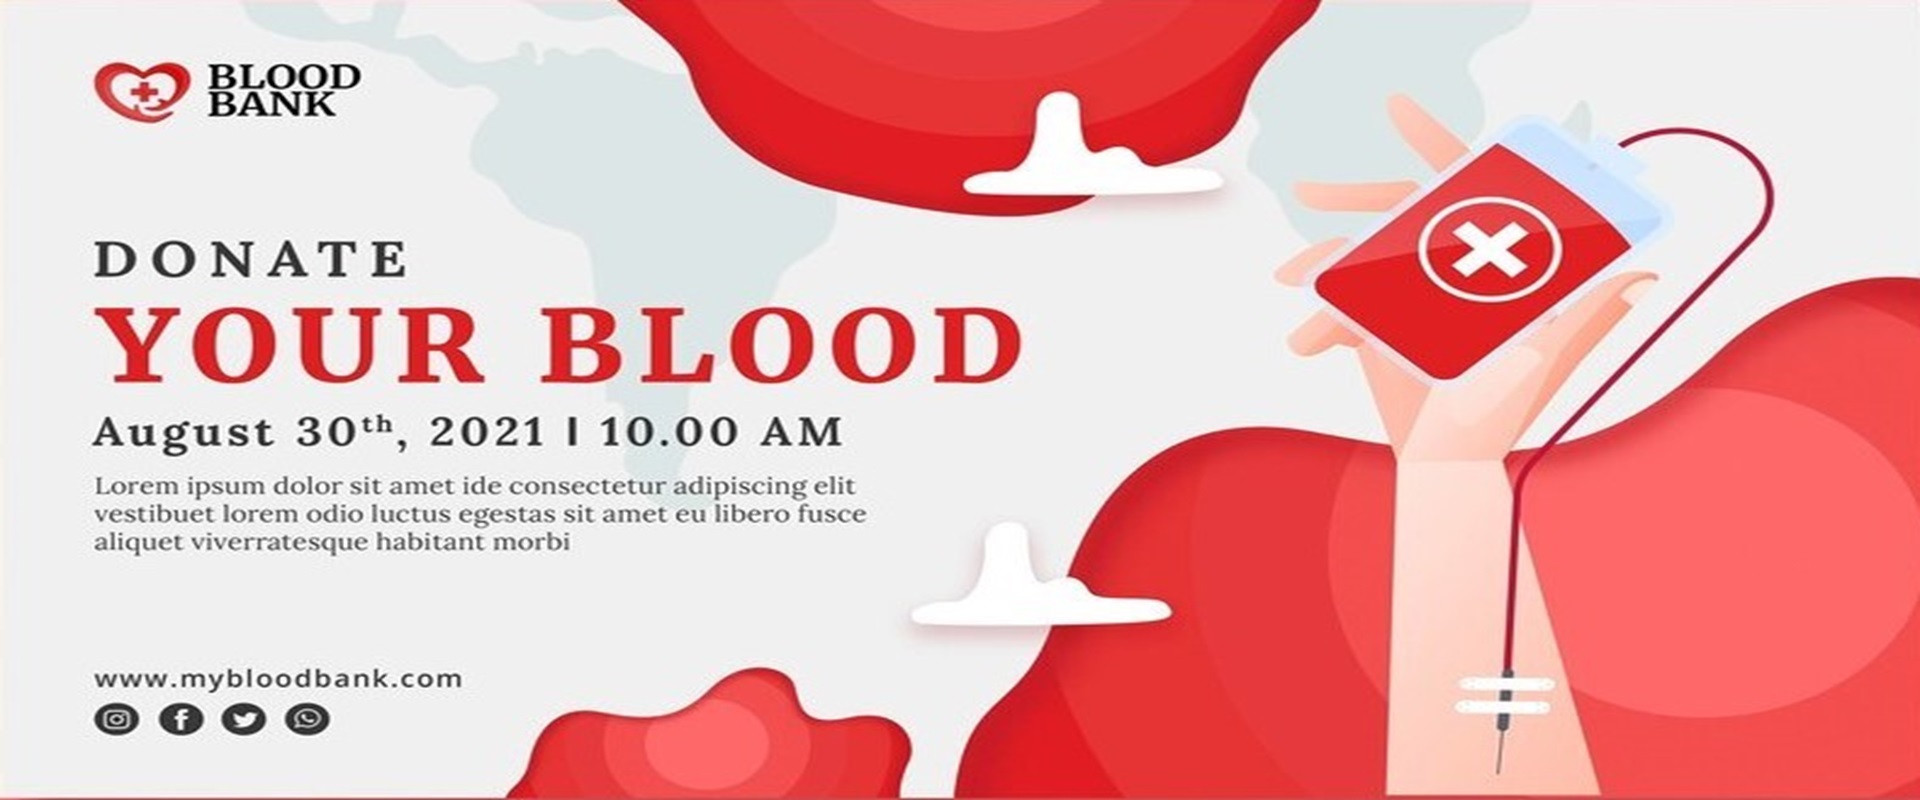 BLOOD
BANK
DONATE
YOUR BLOOD
August 30th, 2021 | 10.00 AM
Lorem ipsum dolor sit amet ide consectetur adipiscing elit
vestibuet lorem odio luctus egestas sit amet eu libero fusce
aliquet viverratesque habitant morbi
www.mybloodbank.com